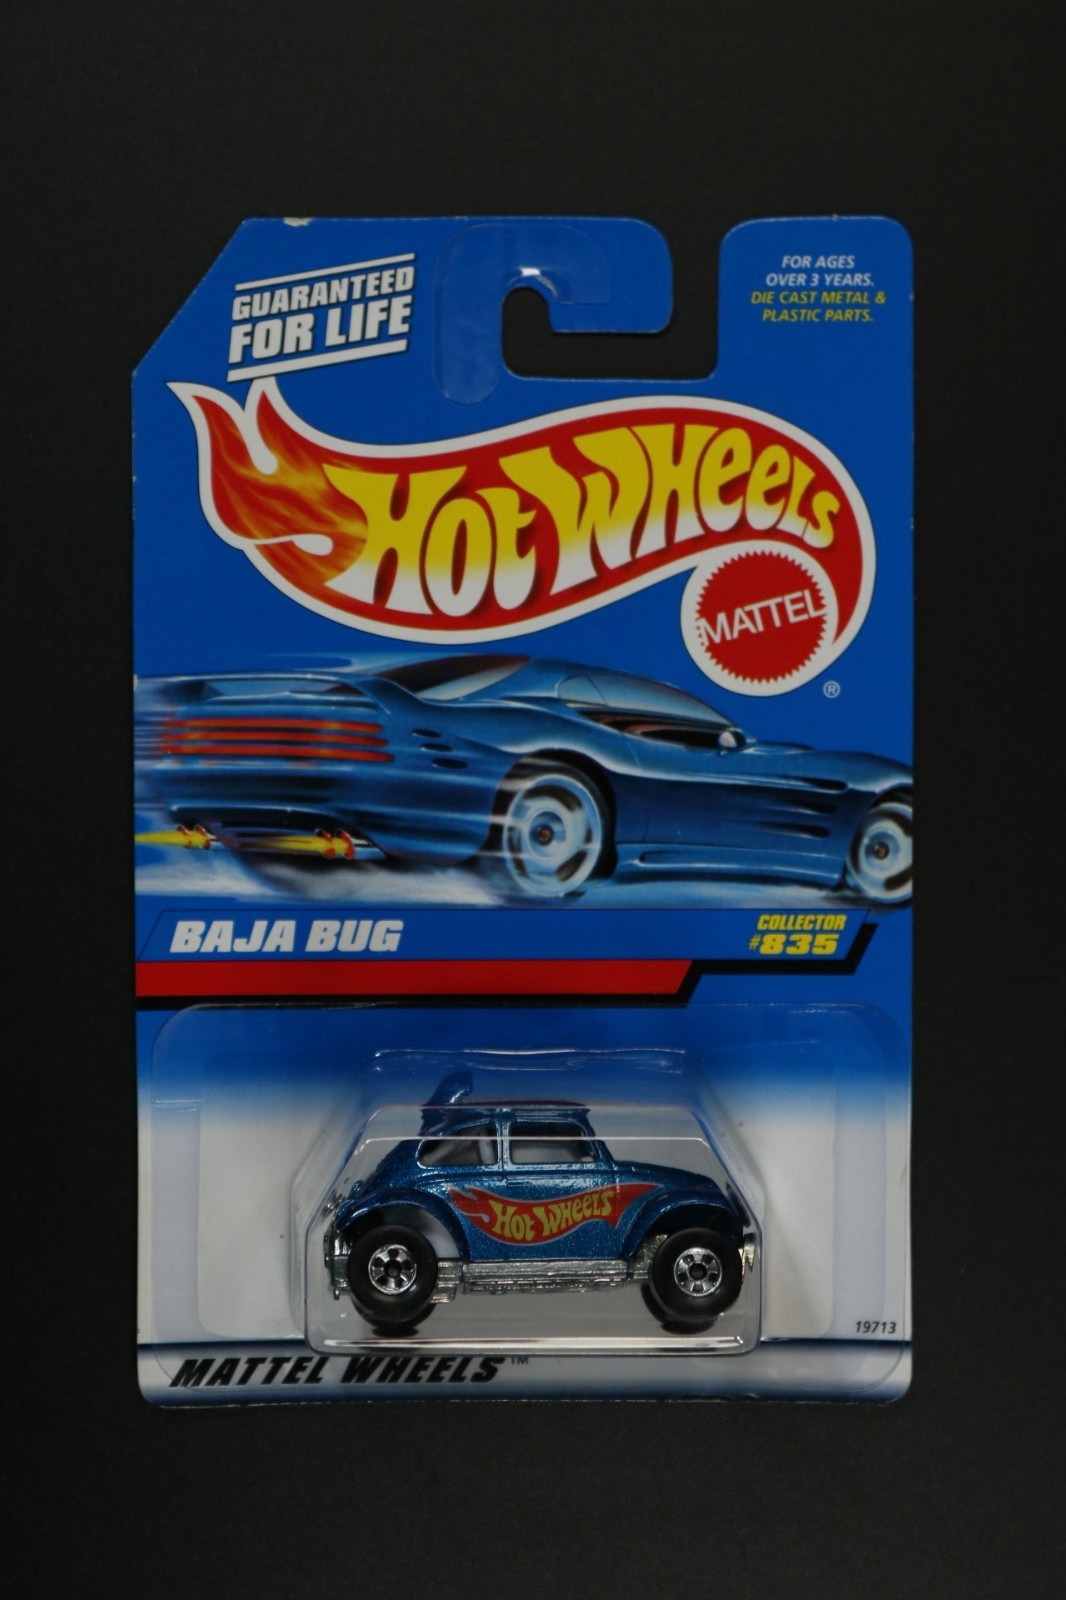 GUARANTEED
FOR LIFE
FOR AGES
OVER 3 YEARS.
DIE CAST METAL &
PLASTIC PARTS.
HOT WHEELS
MATTEL
®
BAJA BUG
COLLECTOR
#835
HOT WHEELS
19713
MATTEL WHEELS™